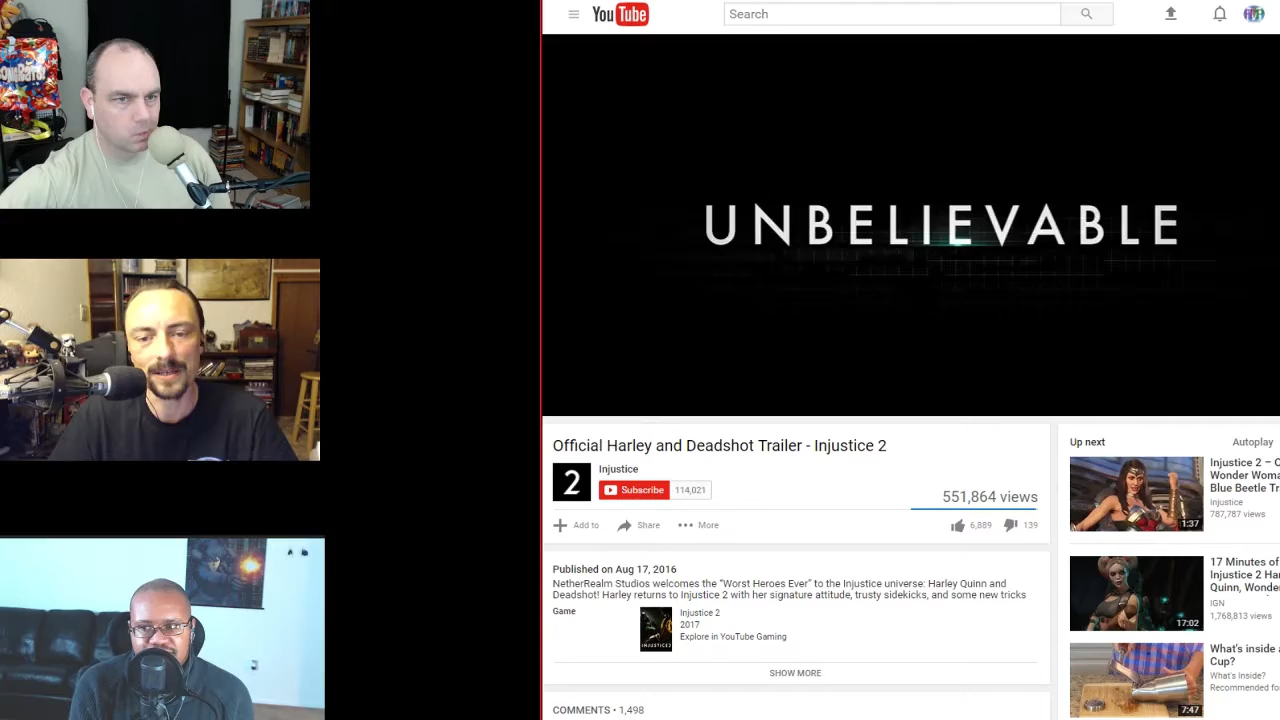 YouTube
Search
UNBELIEVABLE
Official Harley and Deadshot Trailer - Injustice 2
2
Injustice
Subscribe 114,021
551,864 views
Add to Share More
6,889 139
Published on Aug 17, 2016
NetherRealm Studios welcomes the "Worst Heroes Ever" to the Injustice universe: Harley Quinn and
Deadshot! Harley returns to Injustice 2 with her signature attitude, trusty sidekicks, and some new tricks
Game
Injustice 2
2017
Explore in YouTube Gaming
SHOW MORE
COMMENTS • 1,498
Up next Autoplay
Injustice 2 –
Wonder
Blue Beetle
Injustice
787,787 views
1:37
17 Minutes of
Injustice 2
Quinn,
IGN
1,768,813 views
17:02
What's inside a
Cup?
What's Inside?
Recommended
7:47